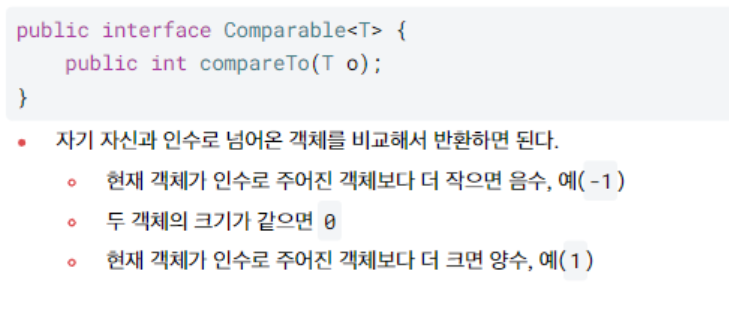 public interface Comparable<T> {
    public int compareTo(T o);
}
자기 자신과 인수로 넘어온 객체를 비교해서 반환하면 된다.
현재 객체가 인수로 주어진 객체보다 더 작으면 음수, 예(-1)
두 객체의 크기가 같으면 0
현재 객체가 인수로 주어진 객체보다 더 크면 양수, 예(1)